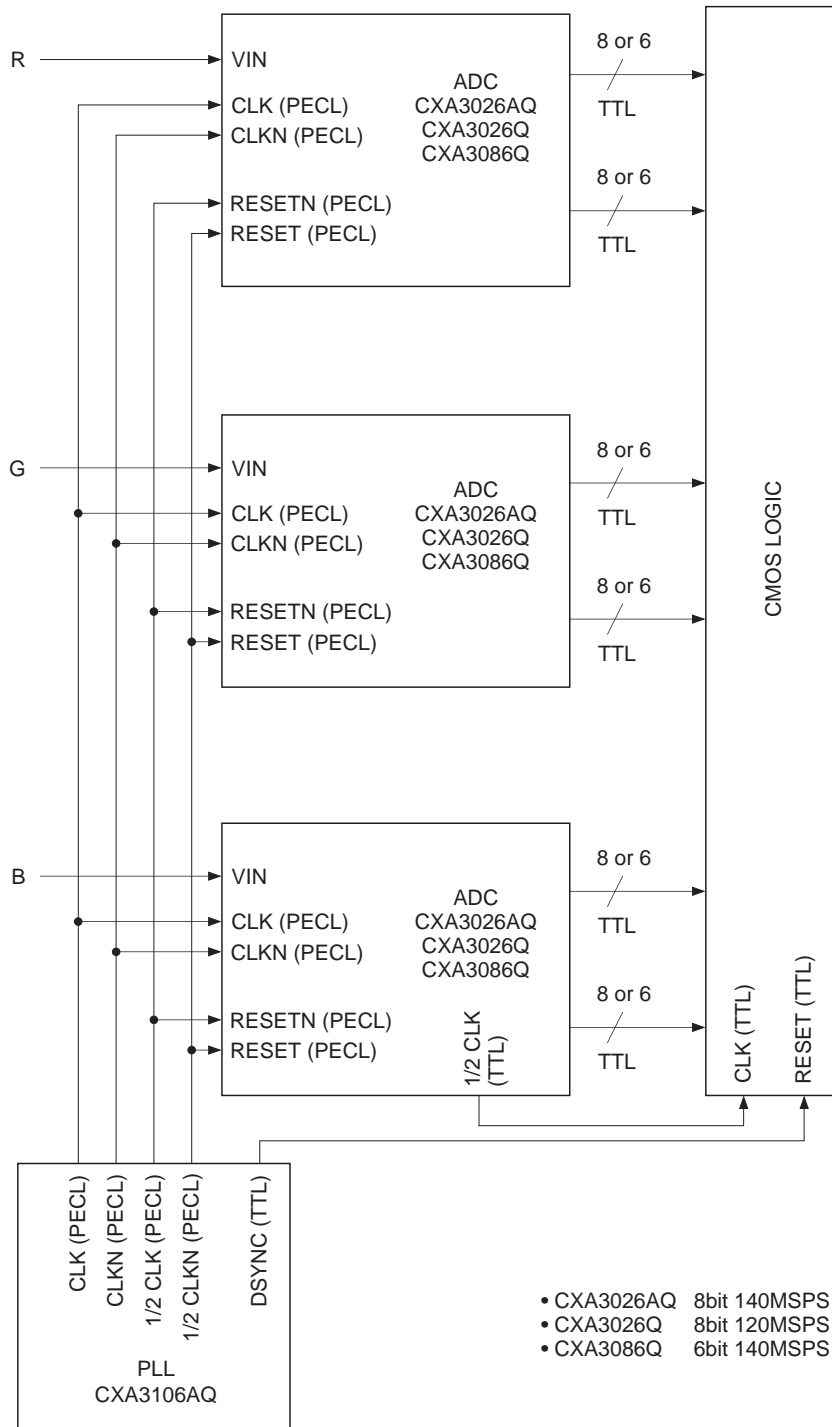 R
VIN
CLK (PECL)
CLKN (PECL)
RESETN (PECL)
RESET (PECL)
ADC
CXA3026AQ
CXA3026Q
CXA3086Q
8 or 6
TTL
8 or 6
TTL
G
VIN
CLK (PECL)
CLKN (PECL)
RESETN (PECL)
RESET (PECL)
ADC
CXA3026AQ
CXA3026Q
CXA3086Q
8 or 6
TTL
8 or 6
TTL
CMOS LOGIC
B
VIN
CLK (PECL)
CLKN (PECL)
RESETN (PECL)
RESET (PECL)
ADC
CXA3026AQ
CXA3026Q
CXA3086Q
1/2 CLK
(TTL)
8 or 6
TTL
8 or 6
TTL
CLK (TTL)
RESET (TTL)
CLK (PECL)
CLKN (PECL)
1/2 CLK (PECL)
1/2 CLKN (PECL)
DSYNC (TTL)
PLL
CXA3106AQ
• CXA3026AQ 8bit 140MSPS
• CXA3026Q 8bit 120MSPS
• CXA3086Q 6bit 140MSPS